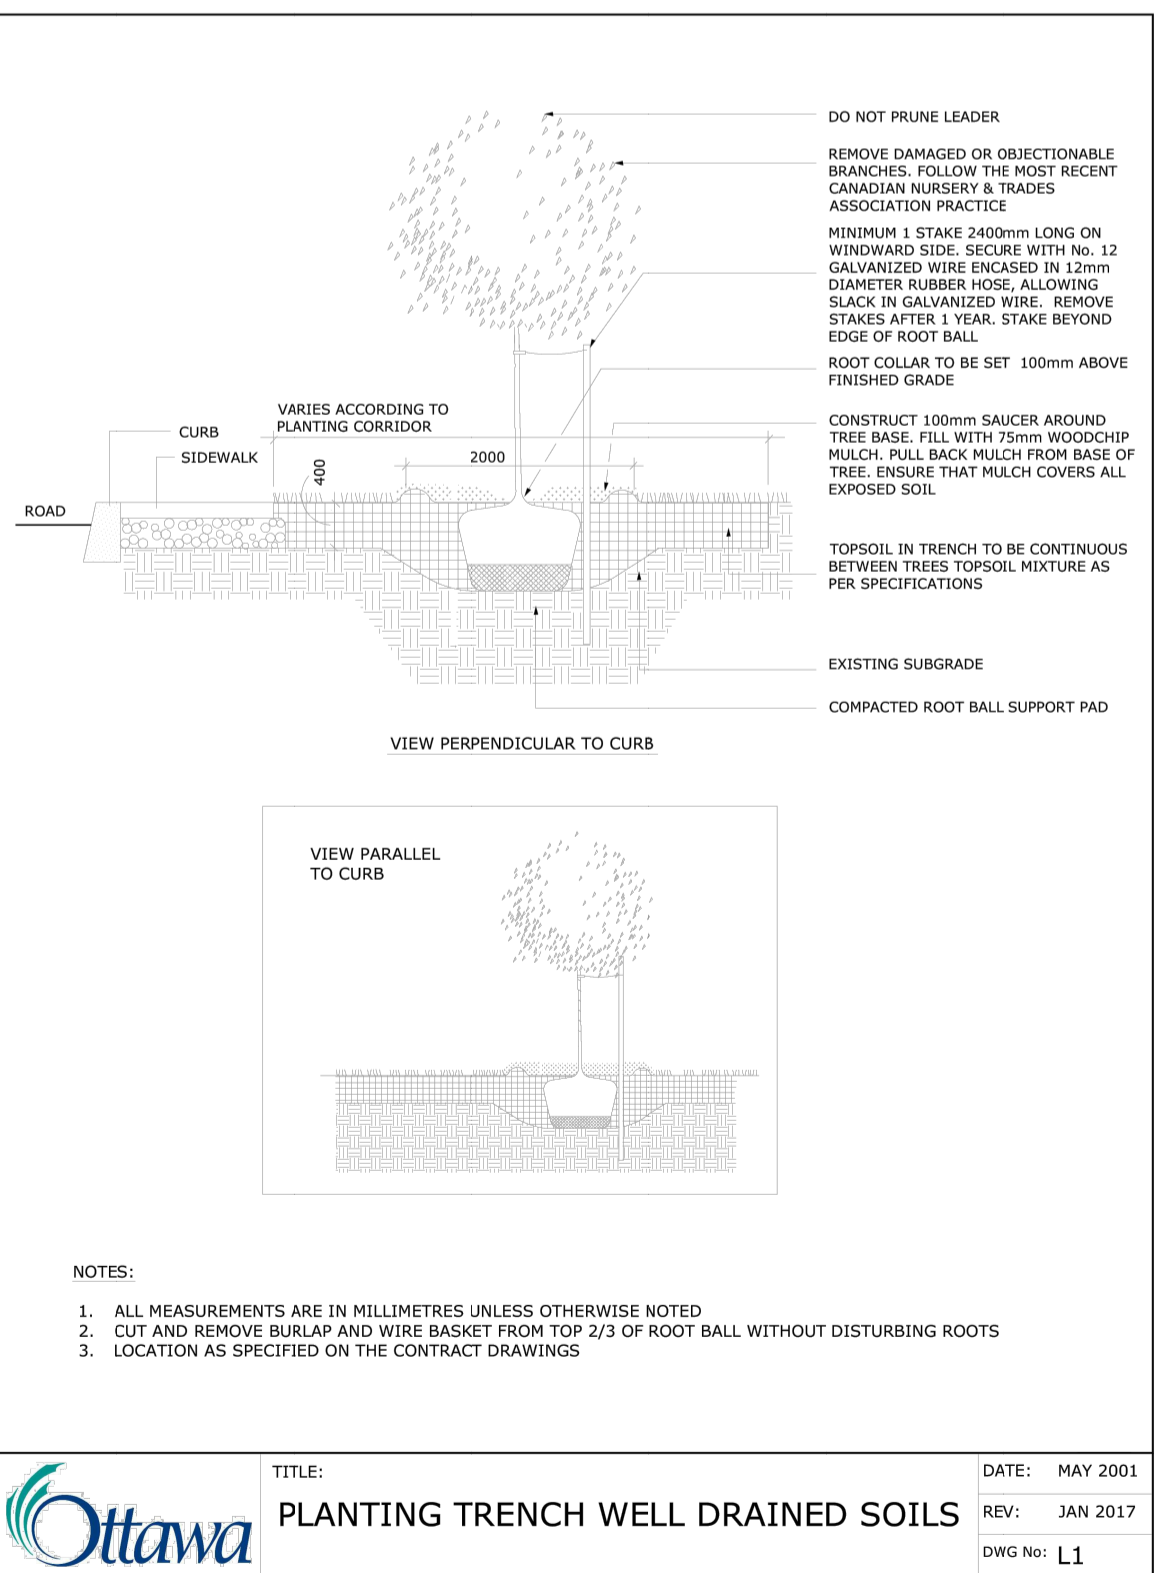 DO NOT PRUNE LEADER
REMOVE DAMAGED OR OBJECTIONABLE
BRANCHES. FOLLOW THE MOST RECENT
CANADIAN NURSERY & TRADES
ASSOCIATION PRACTICE
MINIMUM 1 STAKE 2400mm LONG ON
WINDWARD SIDE. SECURE WITH No. 12
GALVANIZED WIRE ENCASED IN 12mm
DIAMETER RUBBER HOSE, ALLOWING
SLACK IN GALVANIZED WIRE. REMOVE
STAKES AFTER 1 YEAR. STAKE BEYOND
EDGE OF ROOT BALL
ROOT COLLAR TO BE SET 100mm ABOVE
FINISHED GRADE
CONSTRUCT 100mm SAUCER AROUND
TREE BASE. FILL WITH 75mm WOODCHIP
MULCH. PULL BACK MULCH FROM BASE OF
TREE. ENSURE THAT MULCH COVERS ALL
EXPOSED SOIL
TOPSOIL IN TRENCH TO BE CONTINUOUS
BETWEEN TREES TOPSOIL MIXTURE AS
PER SPECIFICATIONS
EXISTING SUBGRADE
COMPACTED ROOT BALL SUPPORT PAD
VARIES ACCORDING TO
PLANTING CORRIDOR
CURB
SIDEWALK
2000
400
ROAD
VIEW PERPENDICULAR TO CURB
VIEW PARALLEL
TO CURB
NOTES:
1. ALL MEASUREMENTS ARE IN MILLIMETRES UNLESS OTHERWISE NOTED
2. CUT AND REMOVE BURLAP AND WIRE BASKET FROM TOP 2/3 OF ROOT BALL WITHOUT DISTURBING ROOTS
3. LOCATION AS SPECIFIED ON THE CONTRACT DRAWINGS
Ottawa
TITLE:
PLANTING TRENCH WELL DRAINED SOILS
DATE: MAY 2001
REV: JAN 2017
DWG No: L1